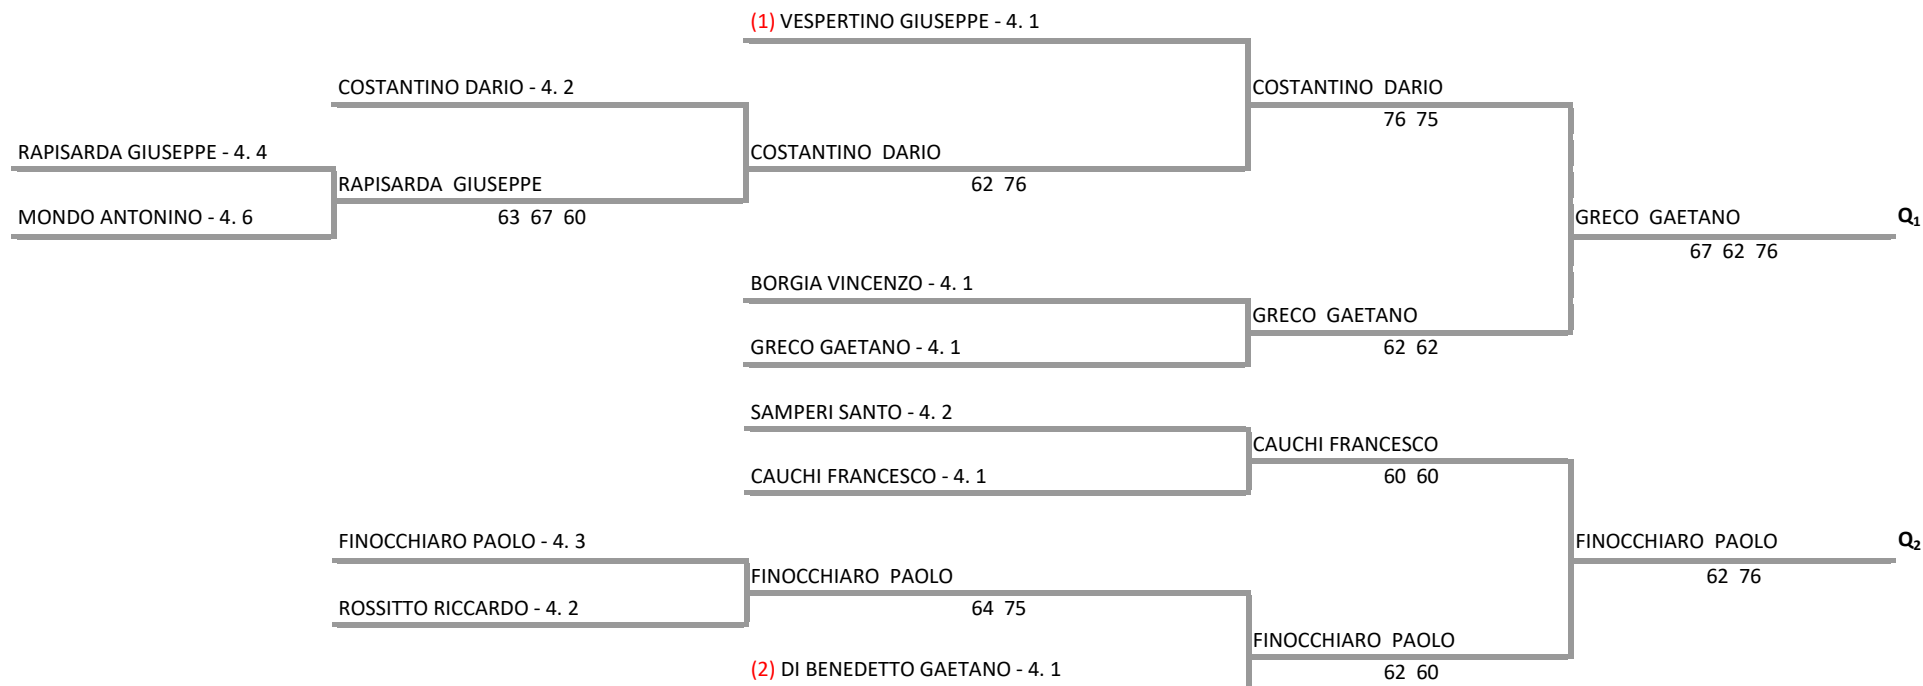 (1) VESPERTINO GIUSEPPE - 4. 1
COSTANTINO DARIO - 4. 2
COSTANTINO DARIO
76 75
RAPISARDA GIUSEPPE - 4. 4
COSTANTINO DARIO
62 76
RAPISARDA GIUSEPPE
63 67 60
MONDO ANTONINO - 4. 6
GRECO GAETANO
Q1
67 62 76
BORGIA VINCENZO - 4. 1
GRECO GAETANO
62 62
GRECO GAETANO - 4. 1
SAMPERI SANTO - 4. 2
CAUCHI FRANCESCO
60 60
CAUCHI FRANCESCO - 4. 1
FINOCCHIARO PAOLO - 4. 3
FINOCCHIARO PAOLO
Q2
62 76
FINOCCHIARO PAOLO
64 75
ROSSITTO RICCARDO - 4. 2
FINOCCHIARO PAOLO
62 60
(2) DI BENEDETTO GAETANO - 4. 1